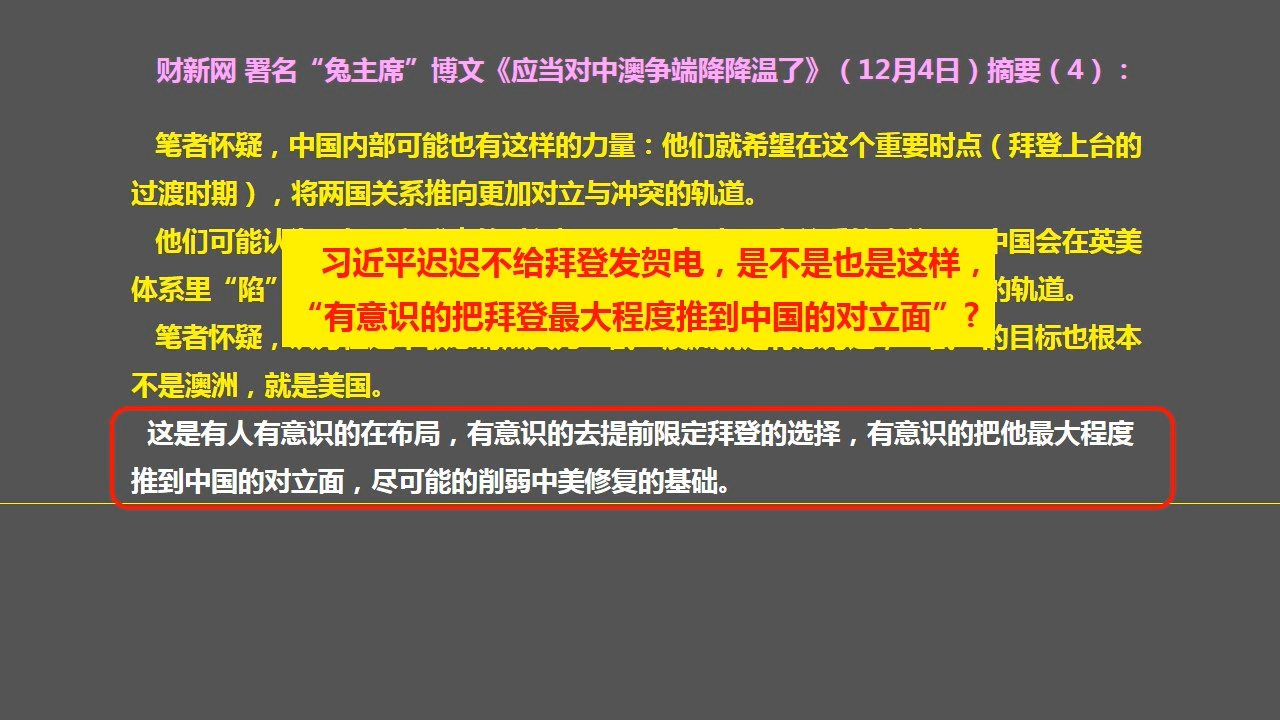 财新网 署名“兔主席”博文《应当对中澳争端降降温了》（12月4日）摘要（4）：
笔者怀疑，中国内部可能也有这样的力量：他们就希望在这个重要时点（拜登上台的
过渡时期），将两国关系推向更加对立与冲突的轨道。
他们可能认 中国会在英美
习近平迟迟不给拜登发贺电，是不是也是这样，
体系里“陷” 的轨道。
“有意识的把拜登最大程度推到中国的对立面”?
笔者怀疑， 的目标也根本
不是澳洲，就是美国。
这是有人有意识的在布局，有意识的去提前限定拜登的选择，有意识的把他最大程度
推到中国的对立面，尽可能的削弱中美修复的基础。